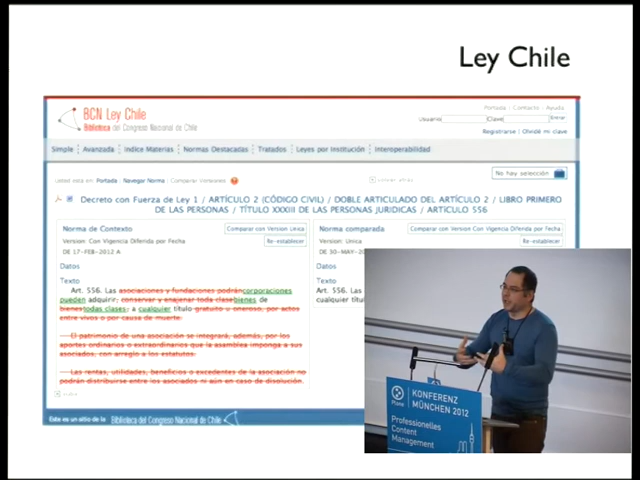 Ley Chile
BCN Ley Chile
Biblioteca del Congreso Nacional de Chile
Portada - Contacto - Ayuda
Usuario Clave Entrar
Registrarse | Olvidé mi clave
Simple Avanzada Indice Materias Normas Destacadas Tratados Leyes por Institución Interoperabilidad
No hay selección
Usted está en: Portada Navegar Norma Comparar Versiones
Decreto con Fuerza de Ley 1 / ARTÍCULO 2 (CÓDIGO CIVIL) / DOBLE ARTICULADO DEL ARTÍCULO 2 / LIBRO PRIMERO
DE LAS PERSONAS / TÍTULO XXXIII DE LAS PERSONAS JURIDICAS / ARTICULO 556
Norma de Contexto
Comparar con Version Unica
Version: Con Vigencia Diferida por Fecha
Re-establecer
DE 17-FEB-2012 A
Datos
Texto
Art. 556. Las asociaciones y fundaciones podrán corporaciones
pueden adquirir, conservar y enajenar toda clase bienes de
bienes todas clases, a cualquier título gratuito u oneroso, por actos
entre vivos o por causa de muerte.
El patrimonio de una asociación se integrará, además, por los
aportes ordinarios o extraordinarios que la asamblea imponga a sus
asociados, con arreglo a los estatutos.
Las rentas, utilidades, beneficios o excedentes de la asociación no
podrán distribuirse entre los asociados ni aún en caso de disolución.
Norma comparada
Comparar con Version Con Vigencia Diferida por Fecha
Version: Unica
Re-establecer
DE 30-MAY-
Datos
Texto
Art.
cualquier títu
Este es un sitio de la Biblioteca del Congreso Nacional de Chile
Plone
KONFERENZ
MÜNCHEN 2012
Professionelles
Content
Management